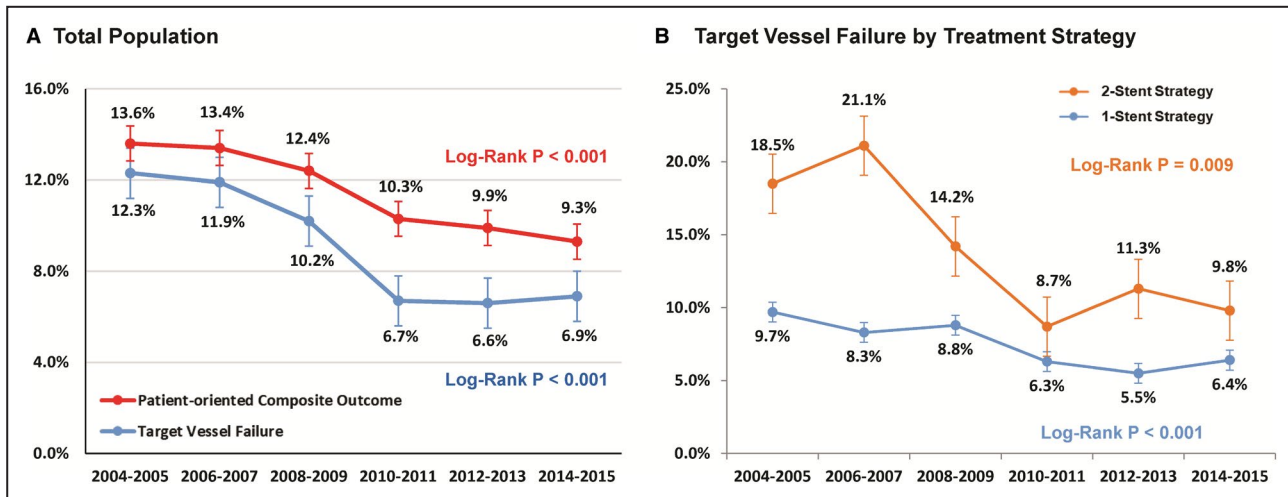 A Total Population
16.0%
12.0%
8.0%
4.0%
0.0%
13.6%
13.4%
12.4%
10.3%
9.9%
9.3%
12.3%
11.9%
10.2%
6.7%
6.6%
6.9%
Log-Rank P < 0.001
Log-Rank P < 0.001
Patient-oriented Composite Outcome
Target Vessel Failure
2004-2005 2006-2007 2008-2009 2010-2011 2012-2013 2014-2015
B Target Vessel Failure by Treatment Strategy
25.0%
20.0%
15.0%
10.0%
5.0%
0.0%
2-Stent Strategy
1-Stent Strategy
18.5%
21.1%
14.2%
8.7%
11.3%
9.8%
Log-Rank P = 0.009
9.7%
8.3%
8.8%
6.3%
5.5%
6.4%
Log-Rank P < 0.001
2004-2005 2006-2007 2008-2009 2010-2011 2012-2013 2014-2015